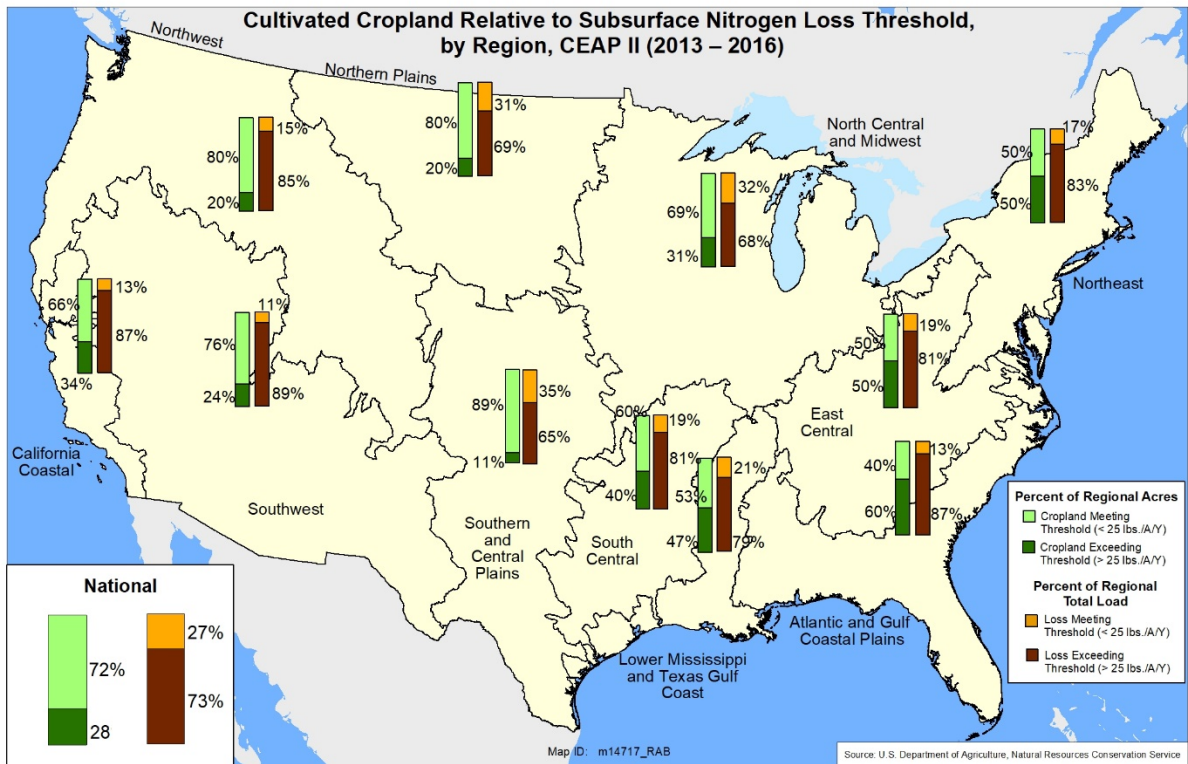 Cultivated Cropland Relative to Subsurface Nitrogen Loss Threshold,
by Region, CEAP II (2013 – 2016)
Northwest
Northern Plains
80%
20%
15%
85%
80%
20%
31%
69%
North Central
and Midwest
69%
31%
32%
68%
50%
50%
17%
83%
Northeast
66%
34%
13%
87%
California
Coastal
76%
24%
11%
89%
Southwest
89%
11%
35%
65%
Southern
and
Central
Plains
60%
40%
19%
81%
South
Central
53%
47%
21%
79%
Lower Mississippi
and Texas Gulf
Coast
50%
50%
19%
81%
East
Central
40%
60%
13%
87%
Atlantic and Gulf
Coastal Plains
National
72%
28
27%
73%
Percent of Regional Acres
Cropland Meeting
Threshold (< 25 lbs./A/Y)
Cropland Exceeding
Threshold (> 25 lbs./A/Y)
Percent of Regional
Total Load
Loss Meeting
Threshold (< 25 lbs./A/Y)
Loss Exceeding
Threshold (> 25 lbs./A/Y)
Map ID: m14717_RAB
Source: U.S. Department of Agriculture, Natural Resources Conservation Service